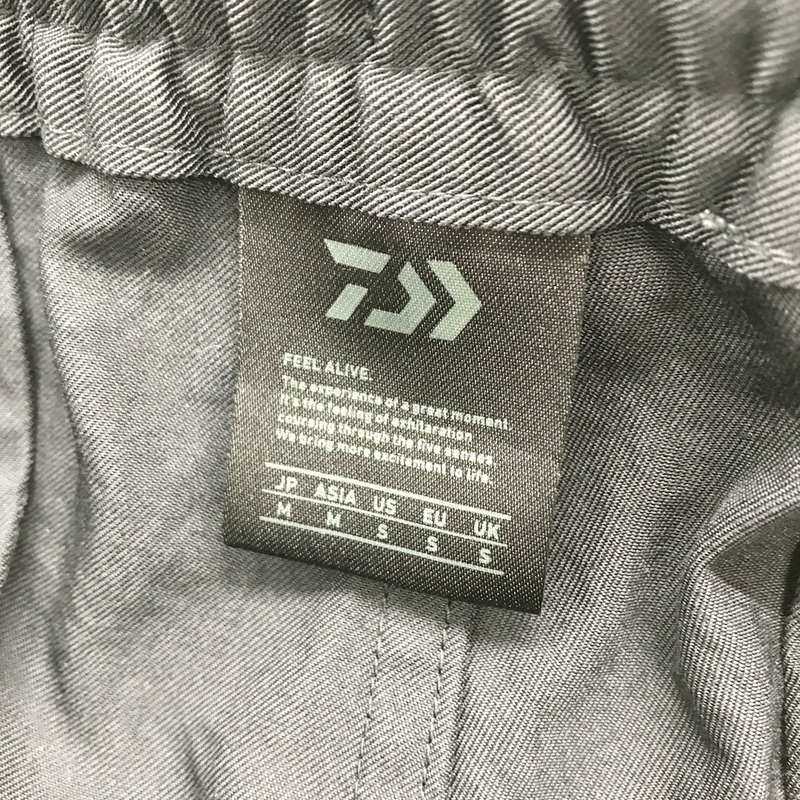 FEEL ALIVE.
The experience of a great moment.
It's the feeling of exhilaration
coursing through the five senses.
We bring more excitement to life.
JP ASIA US EU UK
M M S S S